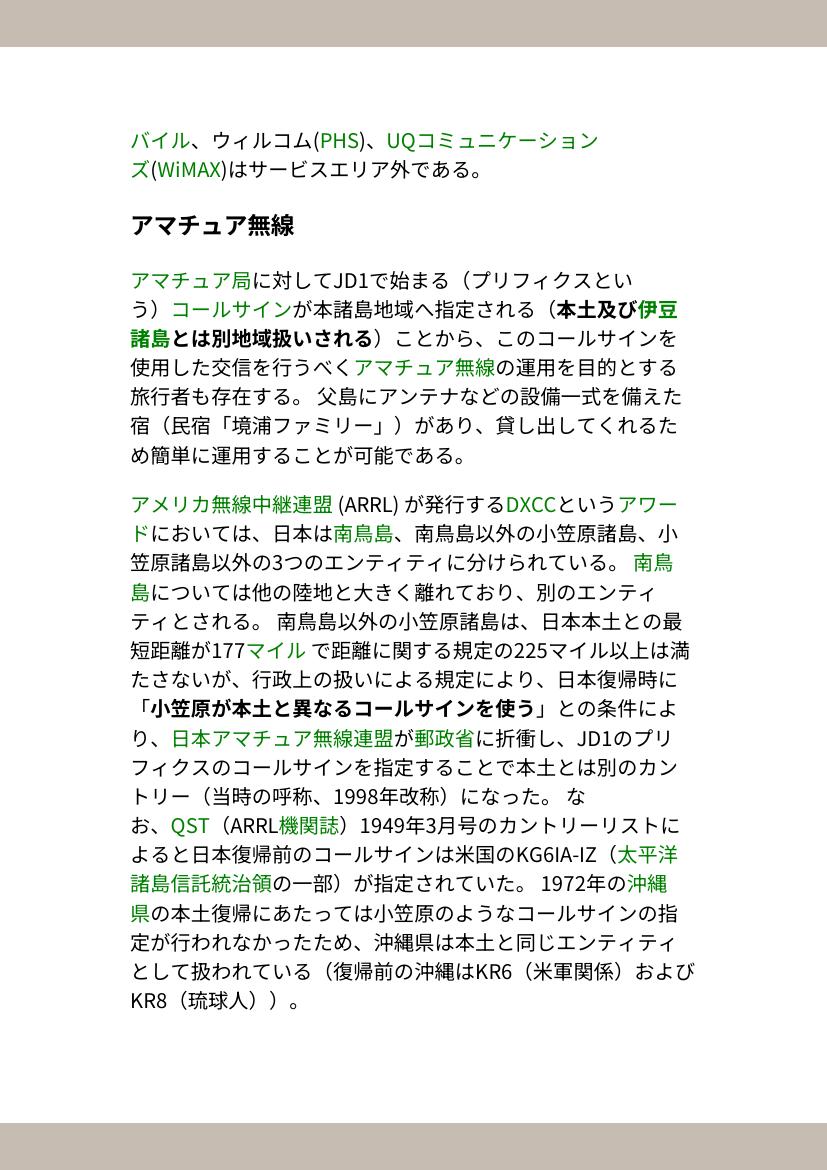 バイル、ウィルコム(PHS)、UQコミュニケーション
ズ(WiMAX)はサービスエリア外である。
アマチュア無線
アマチュア局に対してJD1で始まる（プリフィクスとい
う）コールサインが本諸島地域へ指定される（本土及び伊豆
諸島とは別地域扱いされる）ことから、このコールサインを
使用した交信を行うべくアマチュア無線の運用を目的とする
旅行者も存在する。 父島にアンテナなどの設備一式を備えた
宿（民宿「境浦ファミリー」）があり、貸し出してくれるた
め簡単に運用することが可能である。
アメリカ無線中継連盟 (ARRL) が発行するDXCCというアワー
ドにおいては、日本は南鳥島、南鳥島以外の小笠原諸島、小
笠原諸島以外の3つのエンティティに分けられている。 南鳥
島については他の陸地と大きく離れており、別のエンティ
ティとされる。 南鳥島以外の小笠原諸島は、日本本土との最
短距離が177マイル で距離に関する規定の225マイル以上は満
たさないが、行政上の扱いによる規定により、日本復帰時に
「小笠原が本土と異なるコールサインを使う」との条件によ
り、日本アマチュア無線連盟が郵政省に折衝し、JD1のプリ
フィクスのコールサインを指定することで本土とは別のカン
トリー（当時の呼称、1998年改称）になった。 な
お、QST（ARRL機関誌）1949年3月号のカントリーリストに
よると日本復帰前のコールサインは米国のKG6IA-IZ（太平洋
諸島信託統治領の一部）が指定されていた。 1972年の沖縄
県の本土復帰にあたっては小笠原のようなコールサインの指
定が行われなかったため、沖縄県は本土と同じエンティティ
として扱われている（復帰前の沖縄はKR6（米軍関係）および
KR8（琉球人））。